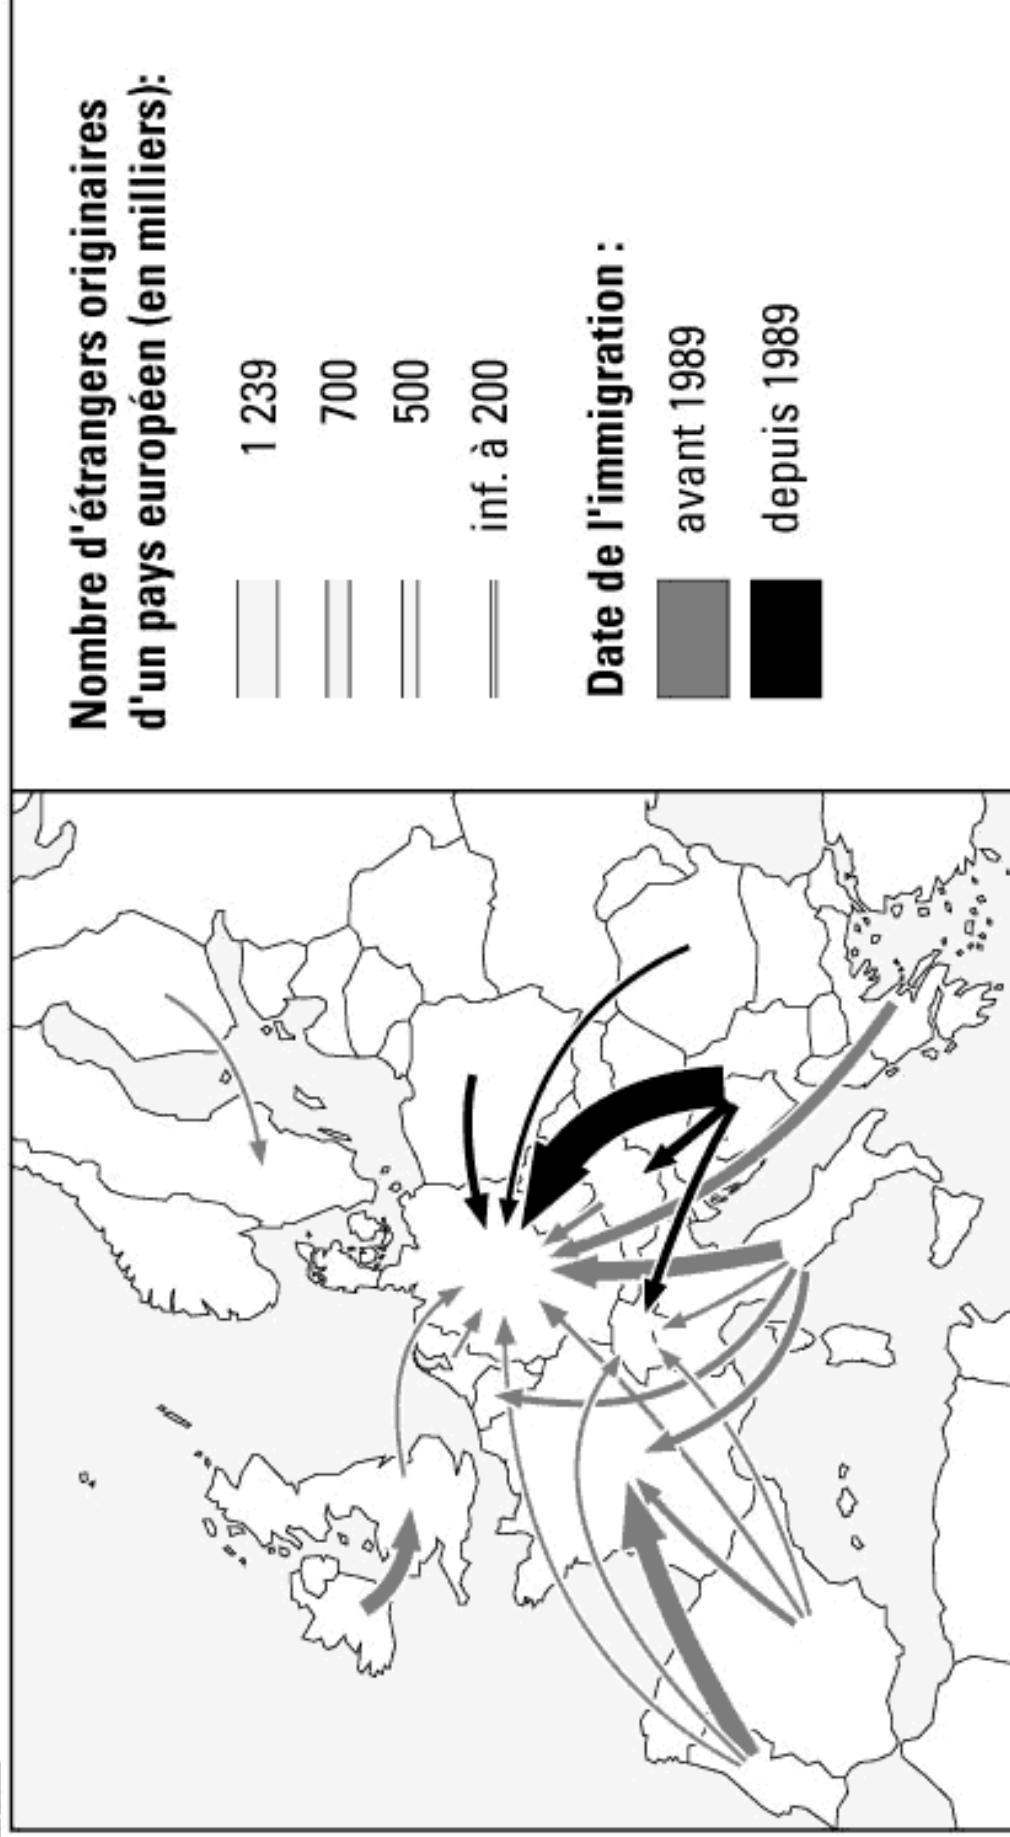 Nombre d'étrangers originaires
d'un pays européen (en milliers):
1 239
700
500
inf. à 200
Date de l'immigration :
avant 1989
depuis 1989